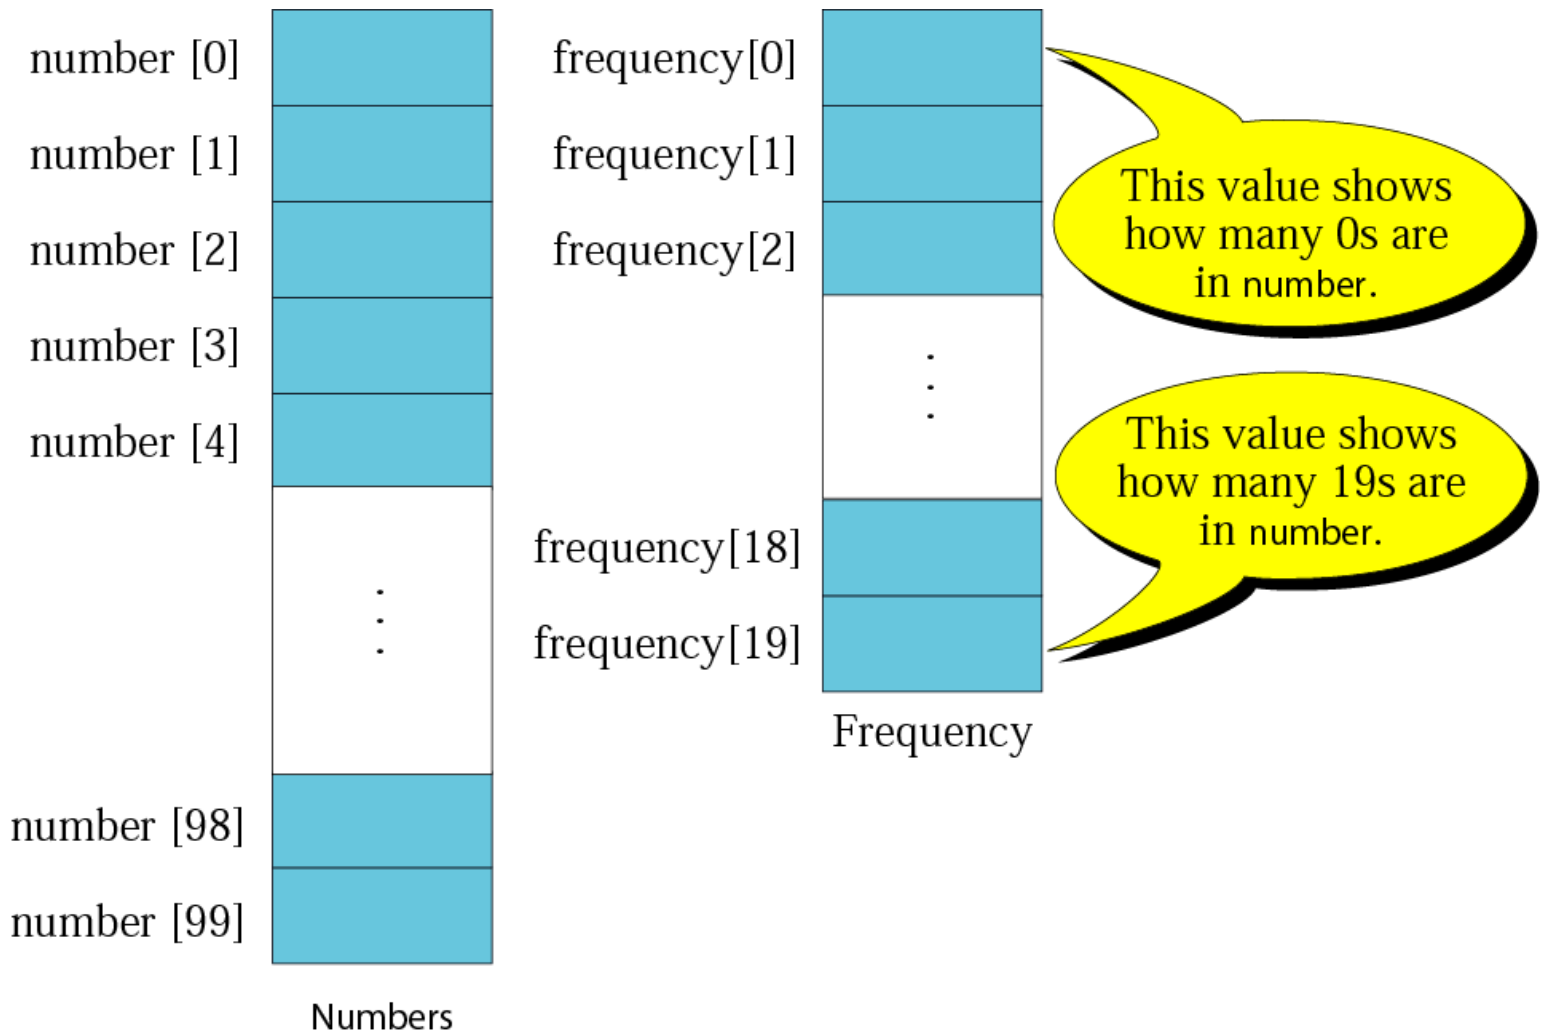 number [0]
number [1]
number [2]
number [3]
number [4]
number [98]
number [99]
Numbers
frequency[0]
frequency[1]
frequency[2]
frequency[18]
frequency[19]
Frequency
This value shows
how many 0s are
in number.
This value shows
how many 19s are
in number.